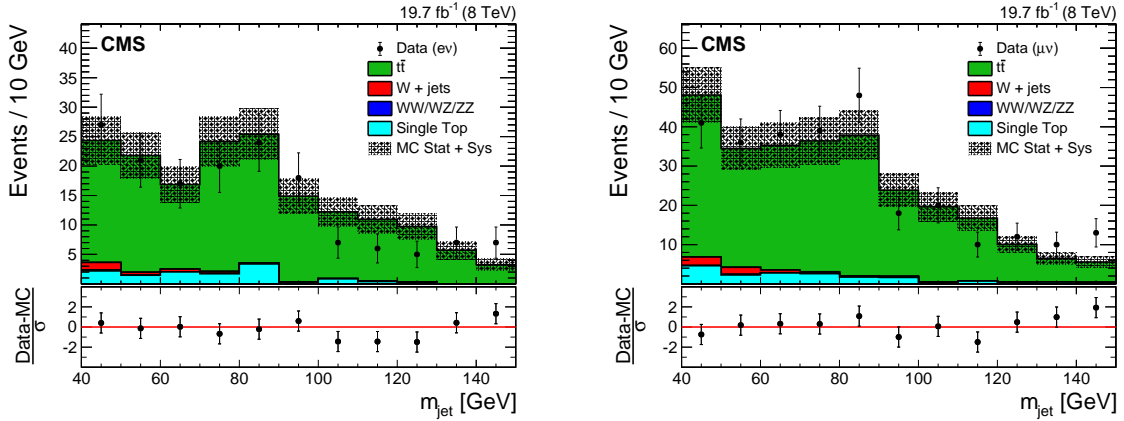 19.7 fb⁻¹ (8 TeV)
CMS
Events / 10 GeV
40
35
30
25
20
15
10
5
Data (eν)
tt̄
W + jets
WW/WZ/ZZ
Single Top
MC Stat + Sys
Data-MC
σ
2
0
-2
40 60 80 100 120 140
m_jet [GeV]
19.7 fb⁻¹ (8 TeV)
CMS
Events / 10 GeV
60
50
40
30
20
10
Data (μν)
tt̄
W + jets
WW/WZ/ZZ
Single Top
MC Stat + Sys
Data-MC
σ
2
0
-2
40 60 80 100 120 140
m_jet [GeV]